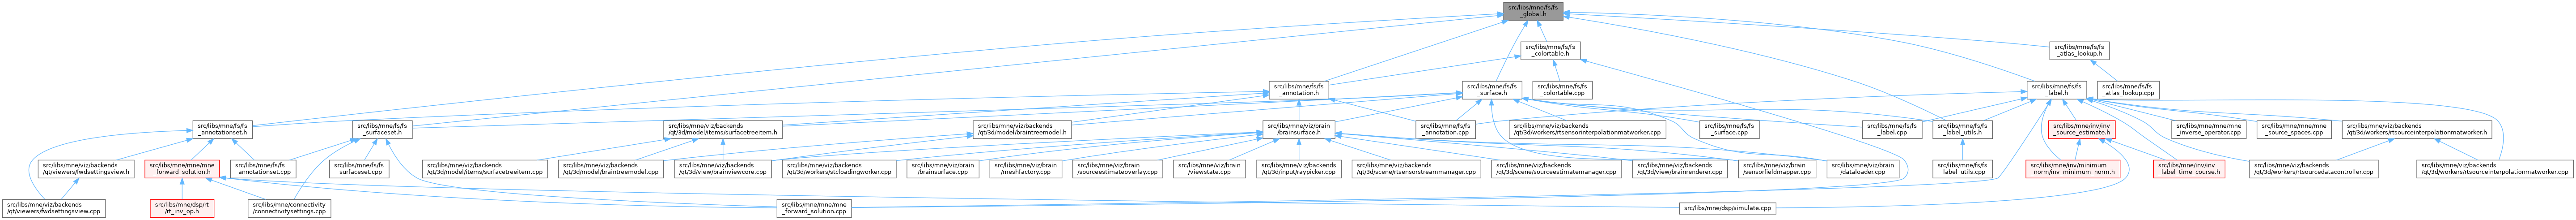 src/libs/mne/fs/fs
_global.h
src/libs/mne/fs/fs
_colortable.h
src/libs/mne/fs/fs
_atlas_lookup.h
src/libs/mne/fs/fs
_annotation.h
src/libs/mne/fs/fs
_colortable.cpp
src/libs/mne/fs/fs
_surface.h
src/libs/mne/fs/fs
_label.h
src/libs/mne/fs/fs
_atlas_lookup.cpp
src/libs/mne/fs/fs
_annotationset.h
src/libs/mne/fs/fs
_surfaceset.h
src/libs/mne/viz/backends
/qt/3d/model/items/surfacetreeitem.h
src/libs/mne/viz/backends
/qt/3d/model/braintreemodel.h
src/libs/mne/viz/brain
/brainsurface.h
src/libs/mne/fs/fs
_annotation.cpp
src/libs/mne/viz/backends
/qt/3d/workers/rtsensorinterpolationmatworker.cpp
src/libs/mne/fs/fs
_surface.cpp
src/libs/mne/fs/fs
_label.cpp
src/libs/mne/fs/fs
_label_utils.h
src/libs/mne/inv/inv
_source_estimate.h
src/libs/mne/mne/mne
_inverse_operator.cpp
src/libs/mne/mne/mne
_source_spaces.cpp
src/libs/mne/viz/backends
/qt/3d/workers/rtsourceinterpolationmatworker.h
src/libs/mne/viz/backends
/qt/viewers/fwdsettingsview.h
src/libs/mne/mne/mne
_forward_solution.h
src/libs/mne/fs/fs
_annotationset.cpp
src/libs/mne/fs/fs
_surfaceset.cpp
src/libs/mne/viz/backends
/qt/3d/model/items/surfacetreeitem.cpp
src/libs/mne/viz/backends
/qt/3d/model/braintreemodel.cpp
src/libs/mne/viz/backends
/qt/3d/view/brainviewcore.cpp
src/libs/mne/viz/backends
/qt/3d/workers/stcloadingworker.cpp
src/libs/mne/viz/brain
/brainsurface.cpp
src/libs/mne/viz/brain
/meshfactory.cpp
src/libs/mne/viz/brain
/sourceestimateoverlay.cpp
src/libs/mne/viz/brain
/viewstate.cpp
src/libs/mne/viz/backends
/qt/3d/input/raypicker.cpp
src/libs/mne/viz/backends
/qt/3d/scene/rtsensorstreammanager.cpp
src/libs/mne/viz/backends
/qt/3d/scene/sourceestimatemanager.cpp
src/libs/mne/viz/backends
/qt/3d/view/brainrenderer.cpp
src/libs/mne/viz/brain
/sensorfieldmapper.cpp
src/libs/mne/viz/brain
/dataloader.cpp
src/libs/mne/fs/fs
_label_utils.cpp
src/libs/mne/inv/minimum
_norm/inv_minimum_norm.h
src/libs/mne/inv/inv
_label_time_course.h
src/libs/mne/viz/backends
/qt/3d/workers/rtsourcedatacontroller.cpp
src/libs/mne/viz/backends
/qt/3d/workers/rtsourceinterpolationmatworker.cpp
src/libs/mne/viz/backends
/qt/viewers/fwdsettingsview.cpp
src/libs/mne/dsp/rt
/rt_inv_op.h
src/libs/mne/connectivity
/connectivitysettings.cpp
src/libs/mne/mne/mne
_forward_solution.cpp
src/libs/mne/dsp/simulate.cpp